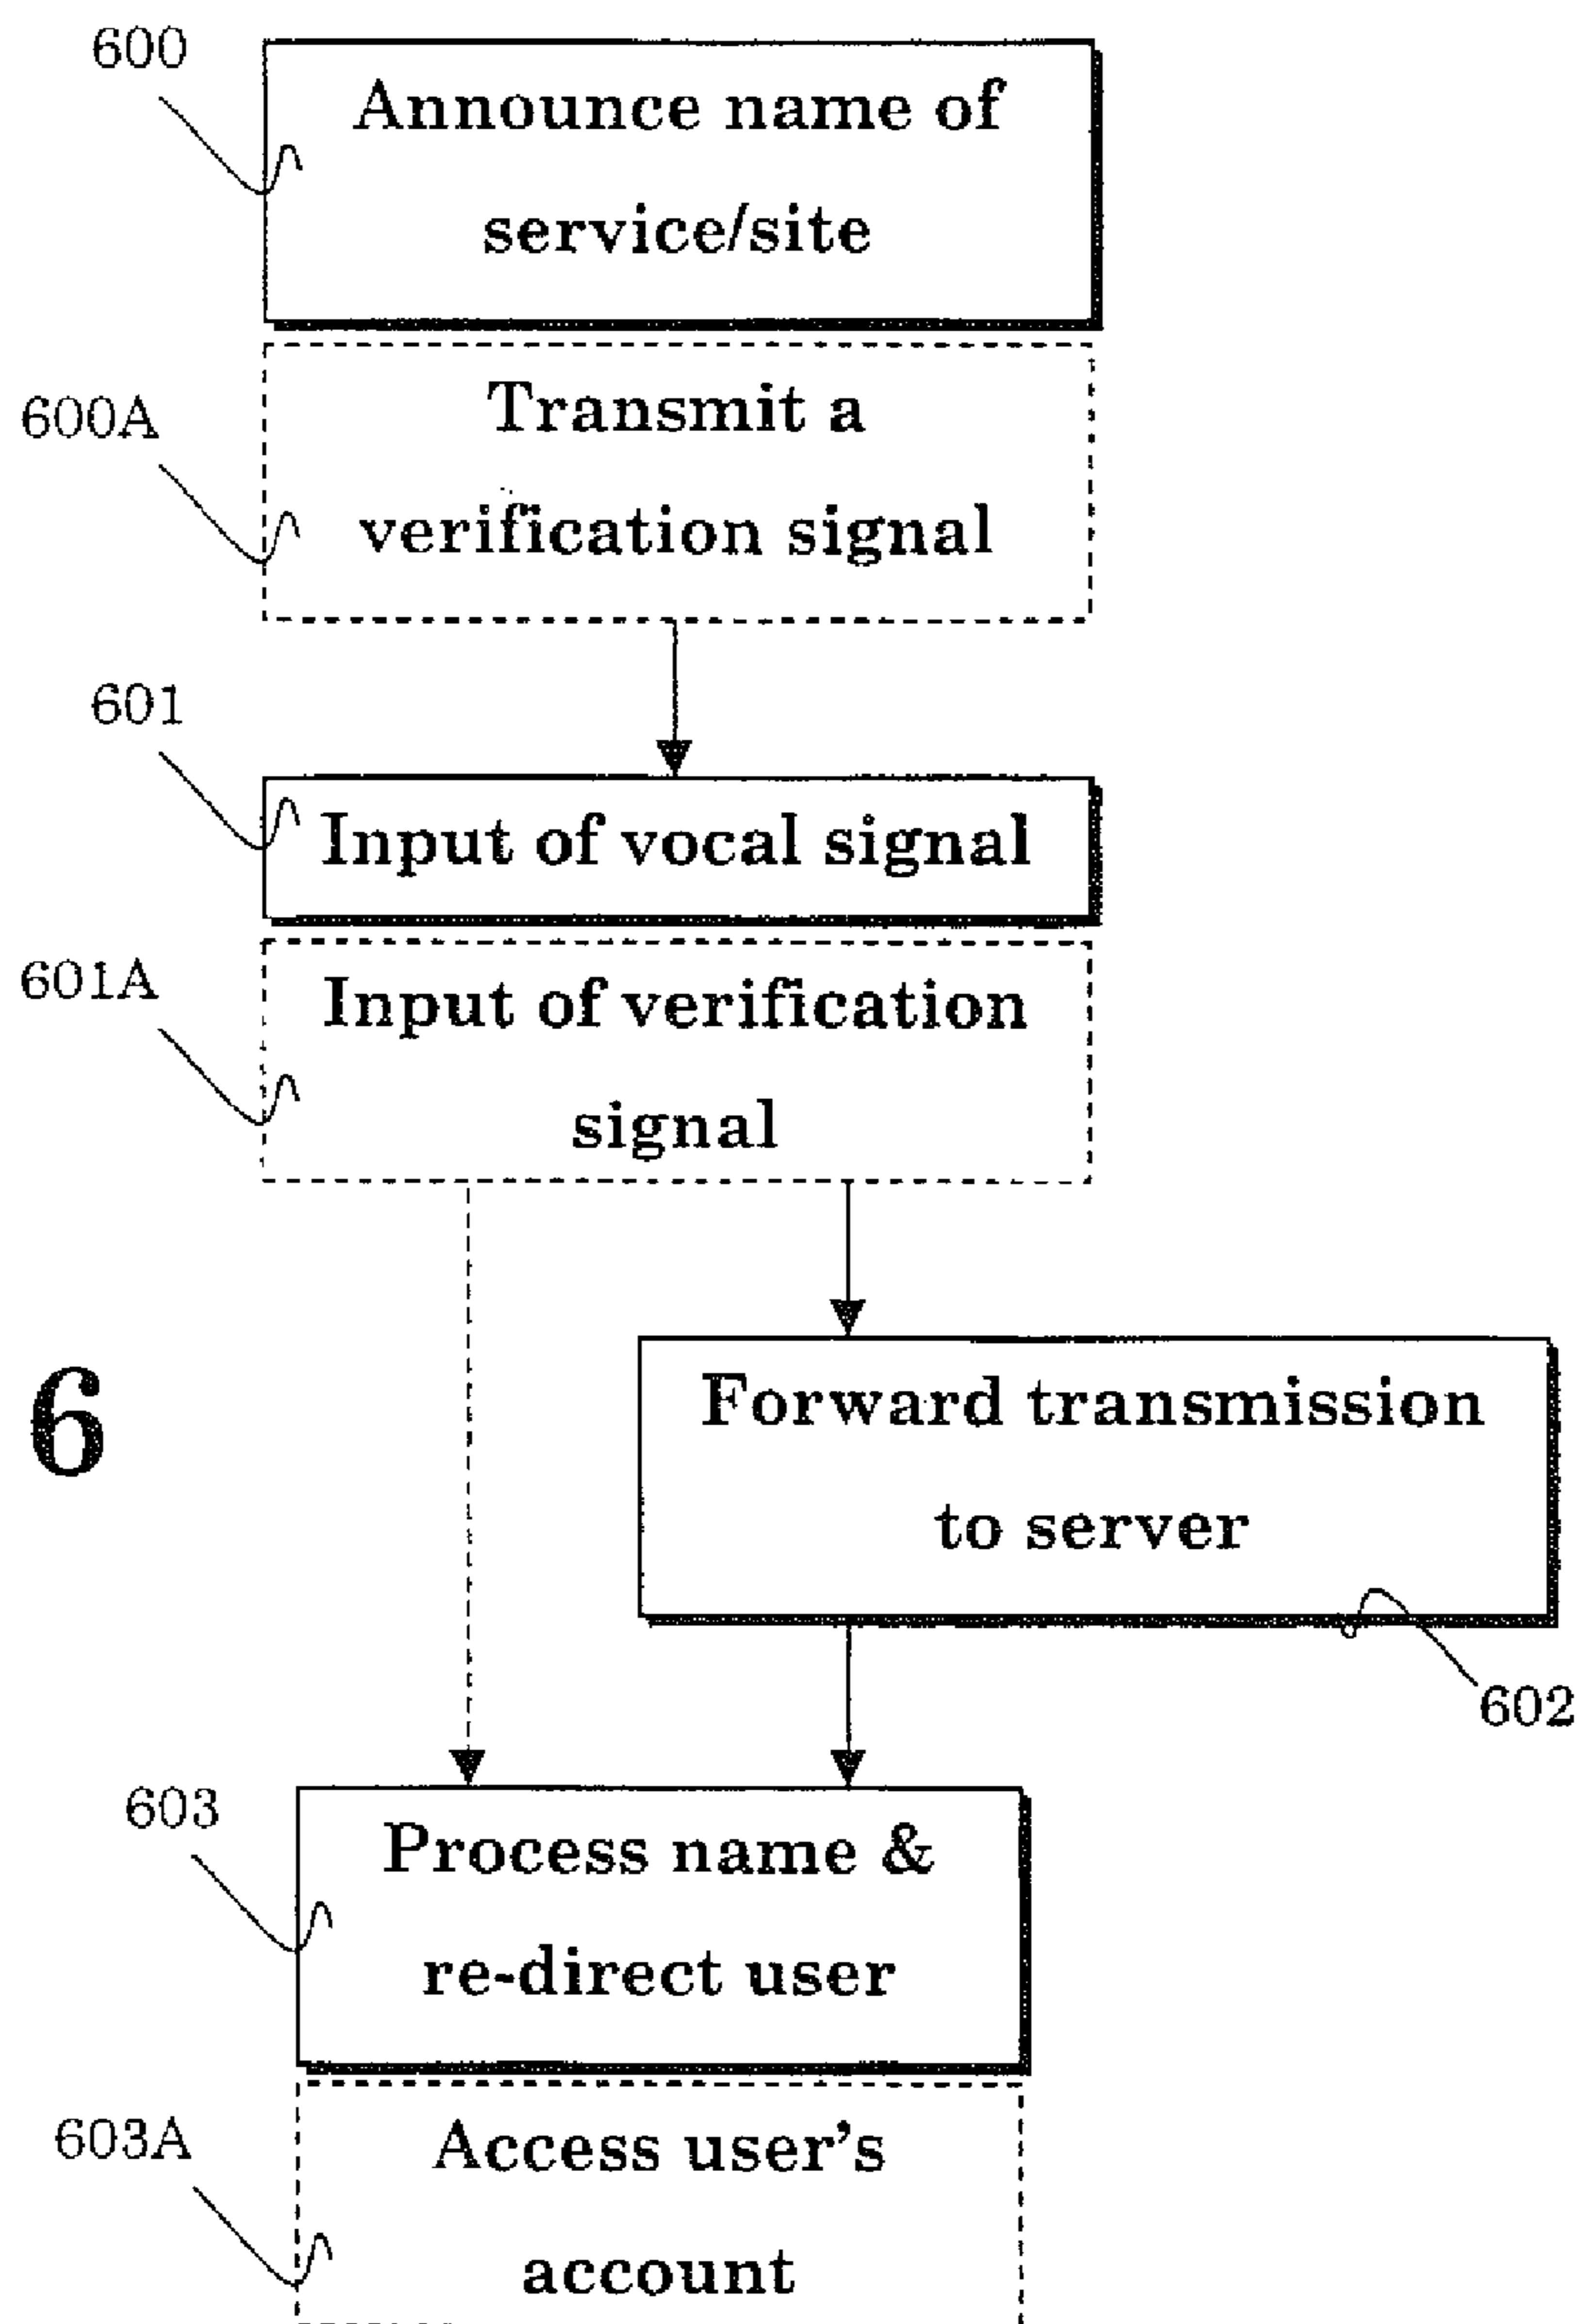 600
Announce name of
service/site
600A
Transmit a
verification signal
601
Input of vocal signal
601A
Input of verification
signal
6
Forward transmission
to server
602
603
Process name &
re-direct user
603A
Access user's
account